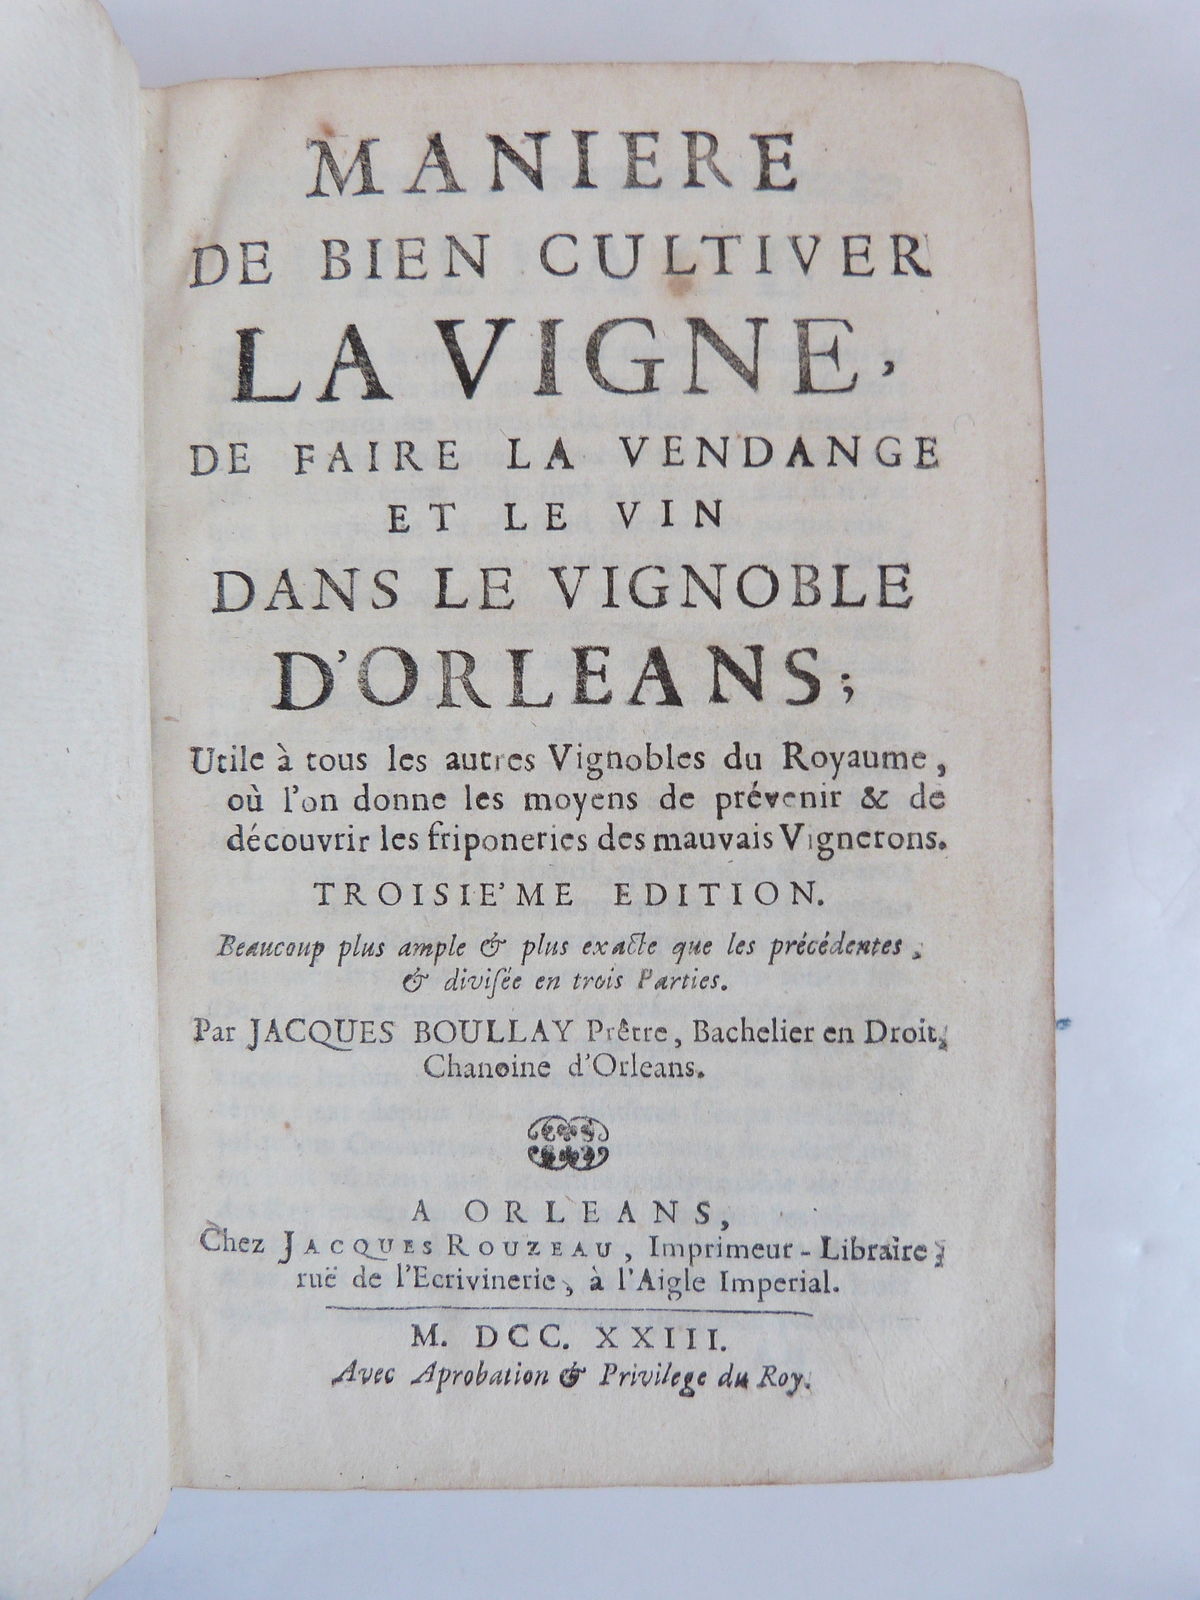 MANIERE
DE BIEN CULTIVER
LA VIGNE,
DE FAIRE LA VENDANGE
ET LE VIN
DANS LE VIGNOBLE
D'ORLEANS;
Utile à tous les autres Vignobles du Royaume,
où l'on donne les moyens de prévenir & de
découvrir les friponeries des mauvais Vignerons.
TROISIE'ME EDITION.
Beaucoup plus ample & plus exacte que les précédentes,
& divisée en trois Parties.
Par JACQUES BOULLAY Prêtre, Bachelier en Droit,
Chanoine d'Orleans.
A ORLEANS,
Chez JACQUES ROUZEAU, Imprimeur-Libraire,
ruë de l'Ecrivinerie, à l'Aigle Imperial.
M. DCC. XXIII.
Avec Aprobation & Privilege du Roy.